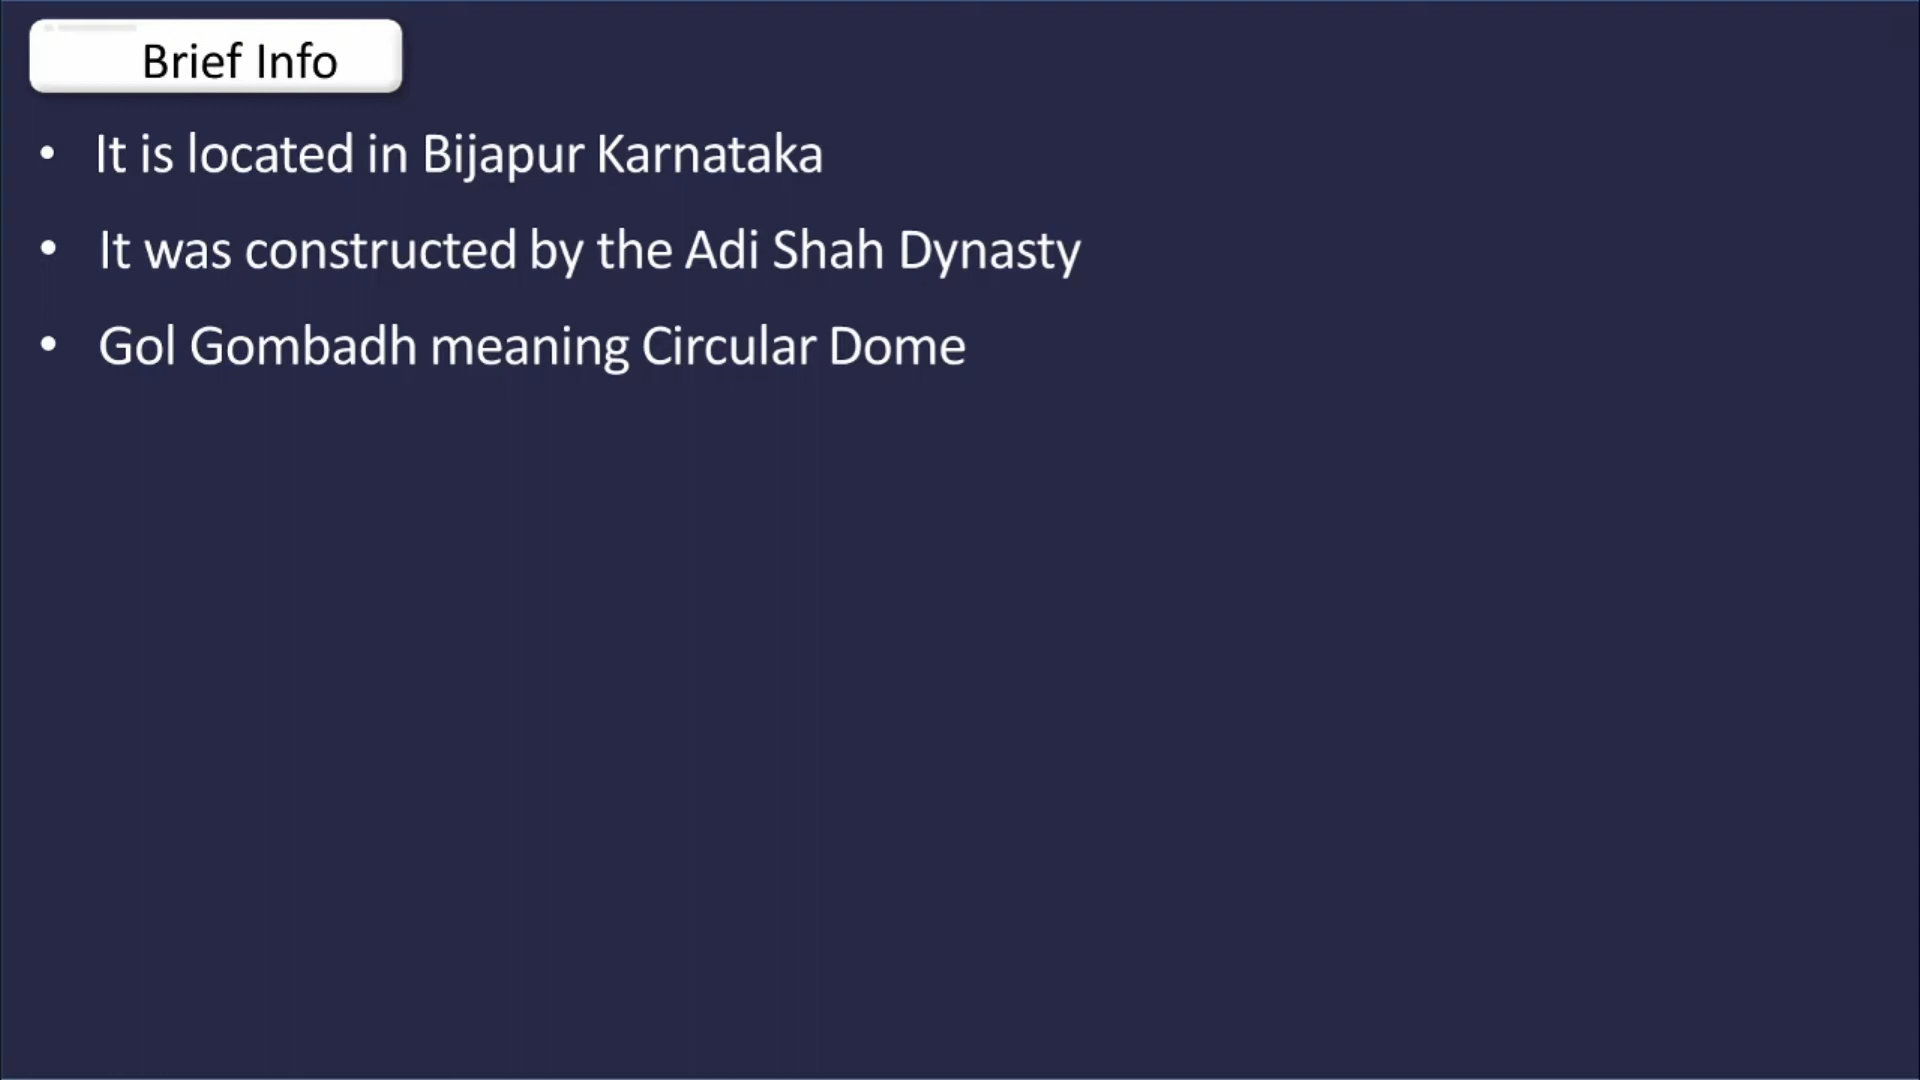 Brief Info
• It is located in Bijapur Karnataka
• It was constructed by the Adi Shah Dynasty
• Gol Gombadh meaning Circular Dome